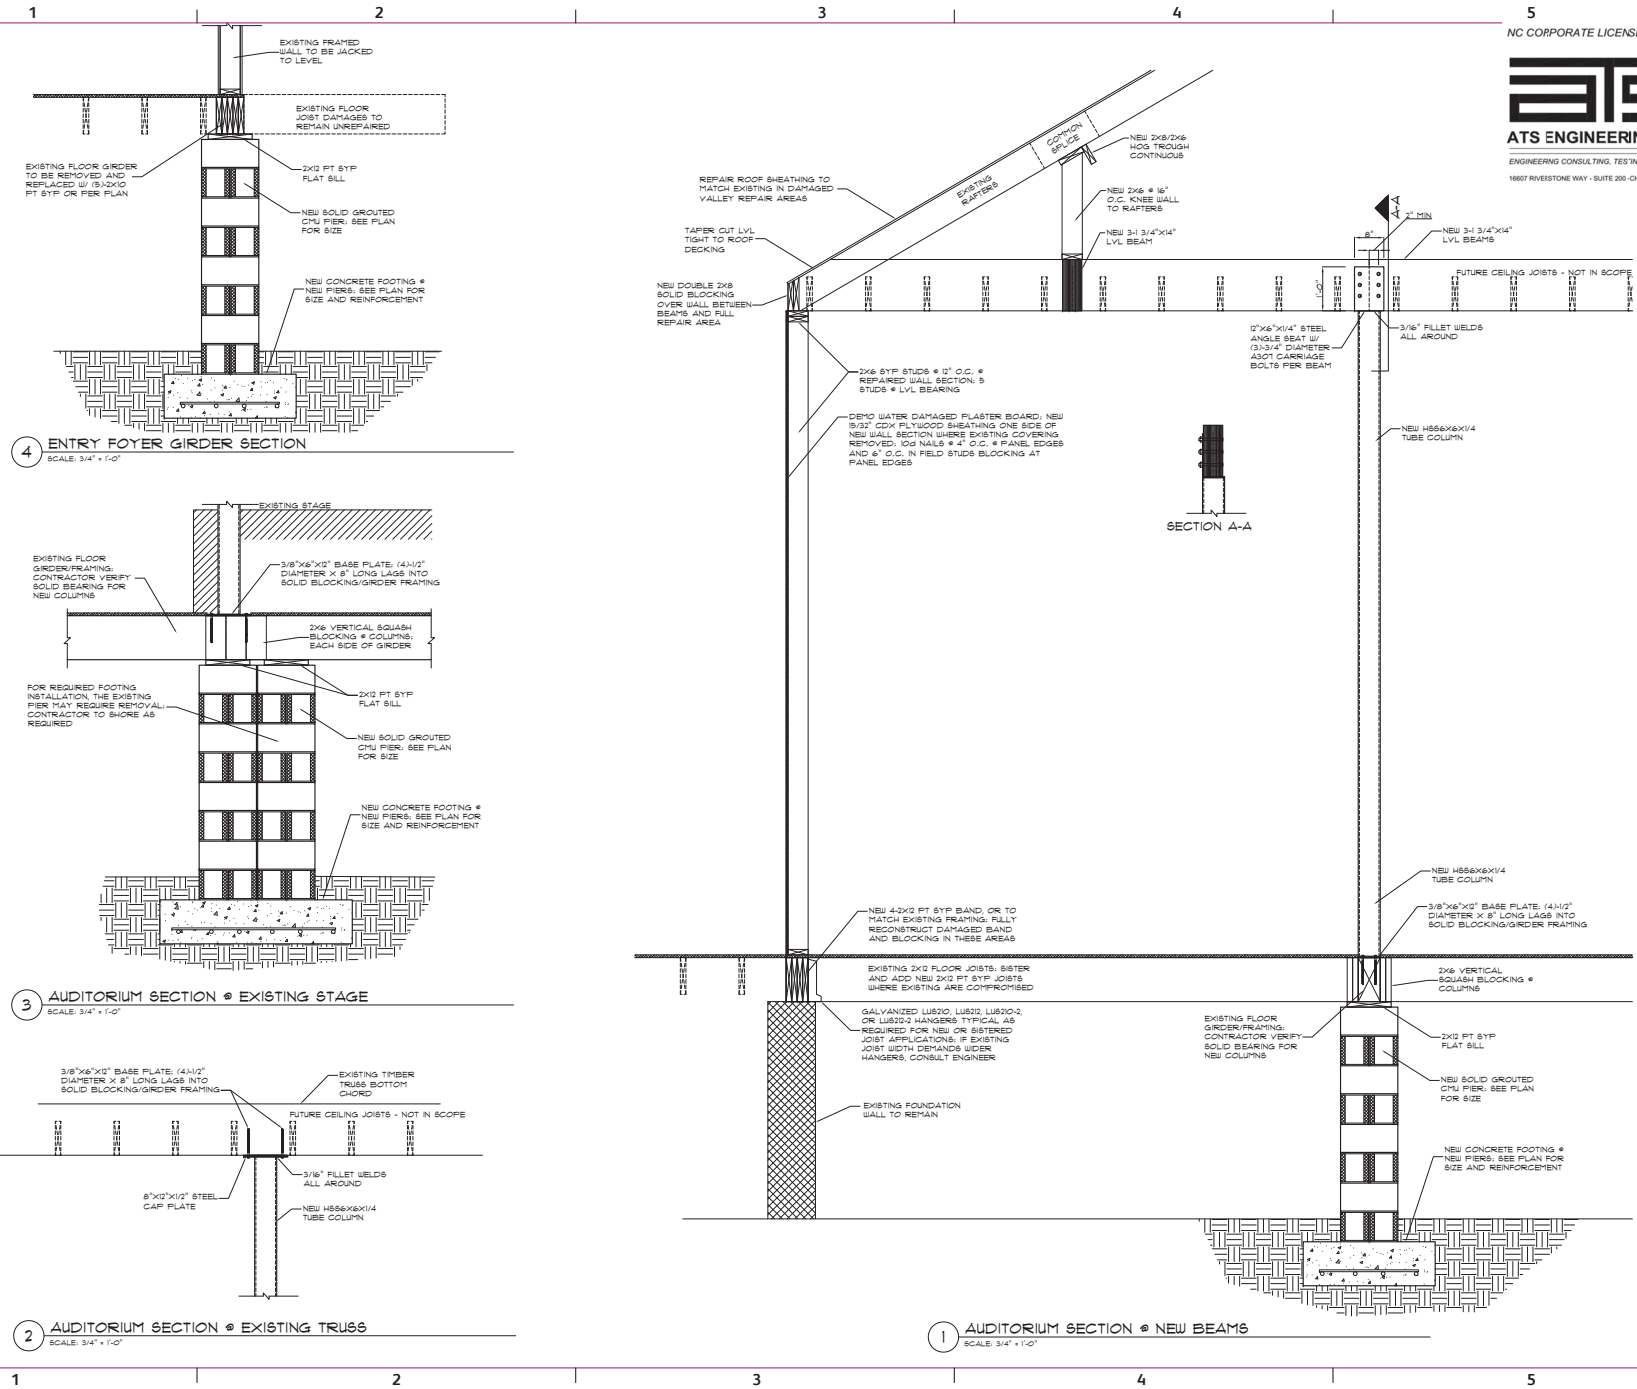 1 2 3 4 5
NC CORPORATE LICENS
ATS
ATS ENGINEERIN
ENGINEERING CONSULTING, TESTIN
16607 RIVERSTONE WAY - SUITE 200 -CH
EXISTING FRAMED
WALL TO BE JACKED
TO LEVEL
EXISTING FLOOR
JOIST DAMAGES TO
REMAIN UNREPAIRED
EXISTING FLOOR GIRDER
TO BE REMOVED AND
REPLACED W/ (5)-2X10
PT SYP OR PER PLAN
2X12 PT SYP
FLAT SILL
NEW SOLID GROUTED
CMU PIER; SEE PLAN
FOR SIZE
NEW CONCRETE FOOTING @
NEW PIERS; SEE PLAN FOR
SIZE AND REINFORCEMENT
4 ENTRY FOYER GIRDER SECTION
SCALE: 3/4" = 1'-0"
EXISTING STAGE
EXISTING FLOOR
GIRDER/FRAMING;
CONTRACTOR VERIFY
SOLID BEARING FOR
NEW COLUMNS
3/8"X6"X12" BASE PLATE; (4)-1/2"
DIAMETER X 8" LONG LAGS INTO
SOLID BLOCKING/GIRDER FRAMING
2X6 VERTICAL SQUASH
BLOCKING @ COLUMNS;
EACH SIDE OF GIRDER
FOR REQUIRED FOOTING
INSTALLATION, THE EXISTING
PIER MAY REQUIRE REMOVAL;
CONTRACTOR TO SHORE AS
REQUIRED
2X12 PT SYP
FLAT SILL
NEW SOLID GROUTED
CMU PIER; SEE PLAN
FOR SIZE
NEW CONCRETE FOOTING @
NEW PIERS; SEE PLAN FOR
SIZE AND REINFORCEMENT
3 AUDITORIUM SECTION @ EXISTING STAGE
SCALE: 3/4" = 1'-0"
3/8"X6"X12" BASE PLATE; (4)-1/2"
DIAMETER X 8" LONG LAGS INTO
SOLID BLOCKING/GIRDER FRAMING
EXISTING TIMBER
TRUSS BOTTOM
CHORD
FUTURE CEILING JOISTS - NOT IN SCOPE
3/16" FILLET WELDS
ALL AROUND
8"X12"X1/2" STEEL
CAP PLATE
NEW HSS6X6X1/4
TUBE COLUMN
2 AUDITORIUM SECTION @ EXISTING TRUSS
SCALE: 3/4" = 1'-0"
COMMON
SPLICE
NEW 2X8/2X6
HOG TROUGH
CONTINUOUS
REPAIR ROOF SHEATHING TO
MATCH EXISTING IN DAMAGED
VALLEY REPAIR AREAS
EXISTING
RAFTERS
NEW 2X6 @ 16"
O.C. KNEE WALL
TO RAFTERS
TAPER CUT LVL
TIGHT TO ROOF
DECKING
NEW 3-1 3/4"X14"
LVL BEAM
A-A
2" MIN
8"
NEW 3-1 3/4"X14"
LVL BEAMS
FUTURE CEILING JOISTS - NOT IN SCOPE
1'-0"
NEW DOUBLE 2X8
SOLID BLOCKING
OVER WALL BETWEEN
BEAMS AND FULL
REPAIR AREA
12"X6"X1/4" STEEL
ANGLE SEAT W/
(3)-3/4" DIAMETER
A307 CARRIAGE
BOLTS PER BEAM
3/16" FILLET WELDS
ALL AROUND
2X6 SYP STUDS @ 12" O.C. @
REPAIRED WALL SECTION; 5
STUDS @ LVL BEARING
DEMO WATER DAMAGED PLASTER BOARD; NEW
15/32" CDX PLYWOOD SHEATHING ONE SIDE OF
NEW WALL SECTION WHERE EXISTING COVERING
REMOVED; 10d NAILS @ 4" O.C. @ PANEL EDGES
AND 6" O.C. IN FIELD STUDS BLOCKING AT
PANEL EDGES
NEW HSS6X6X1/4
TUBE COLUMN
SECTION A-A
NEW HSS6X6X1/4
TUBE COLUMN
NEW 4-2X12 PT SYP BAND, OR TO
MATCH EXISTING FRAMING; FULLY
RECONSTRUCT DAMAGED BAND
AND BLOCKING IN THESE AREAS
3/8"X6"X12" BASE PLATE; (4)-1/2"
DIAMETER X 8" LONG LAGS INTO
SOLID BLOCKING/GIRDER FRAMING
EXISTING 2X12 FLOOR JOISTS; SISTER
AND ADD NEW 2X12 PT SYP JOISTS
WHERE EXISTING ARE COMPROMISED
2X6 VERTICAL
SQUASH BLOCKING @
COLUMNS
GALVANIZED LUS210, LUS212, LUS210-2,
OR LUS212-2 HANGERS TYPICAL AS
REQUIRED FOR NEW OR SISTERED
JOIST APPLICATIONS; IF EXISTING
JOIST WIDTH DEMANDS WIDER
HANGERS, CONSULT ENGINEER
EXISTING FLOOR
GIRDER/FRAMING;
CONTRACTOR VERIFY
SOLID BEARING FOR
NEW COLUMNS
2X12 PT SYP
FLAT SILL
NEW SOLID GROUTED
CMU PIER; SEE PLAN
FOR SIZE
EXISTING FOUNDATION
WALL TO REMAIN
NEW CONCRETE FOOTING @
NEW PIERS; SEE PLAN FOR
SIZE AND REINFORCEMENT
1 AUDITORIUM SECTION @ NEW BEAMS
SCALE: 3/4" = 1'-0"
1 2 3 4 5